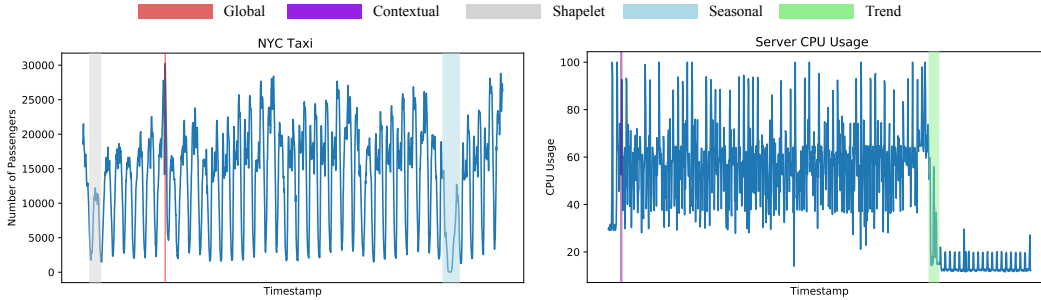 Global Contextual Shapelet Seasonal Trend
NYC Taxi
Number of Passengers
30000
25000
20000
15000
10000
5000
0
Timestamp
Server CPU Usage
CPU Usage
100
80
60
40
20
Timestamp